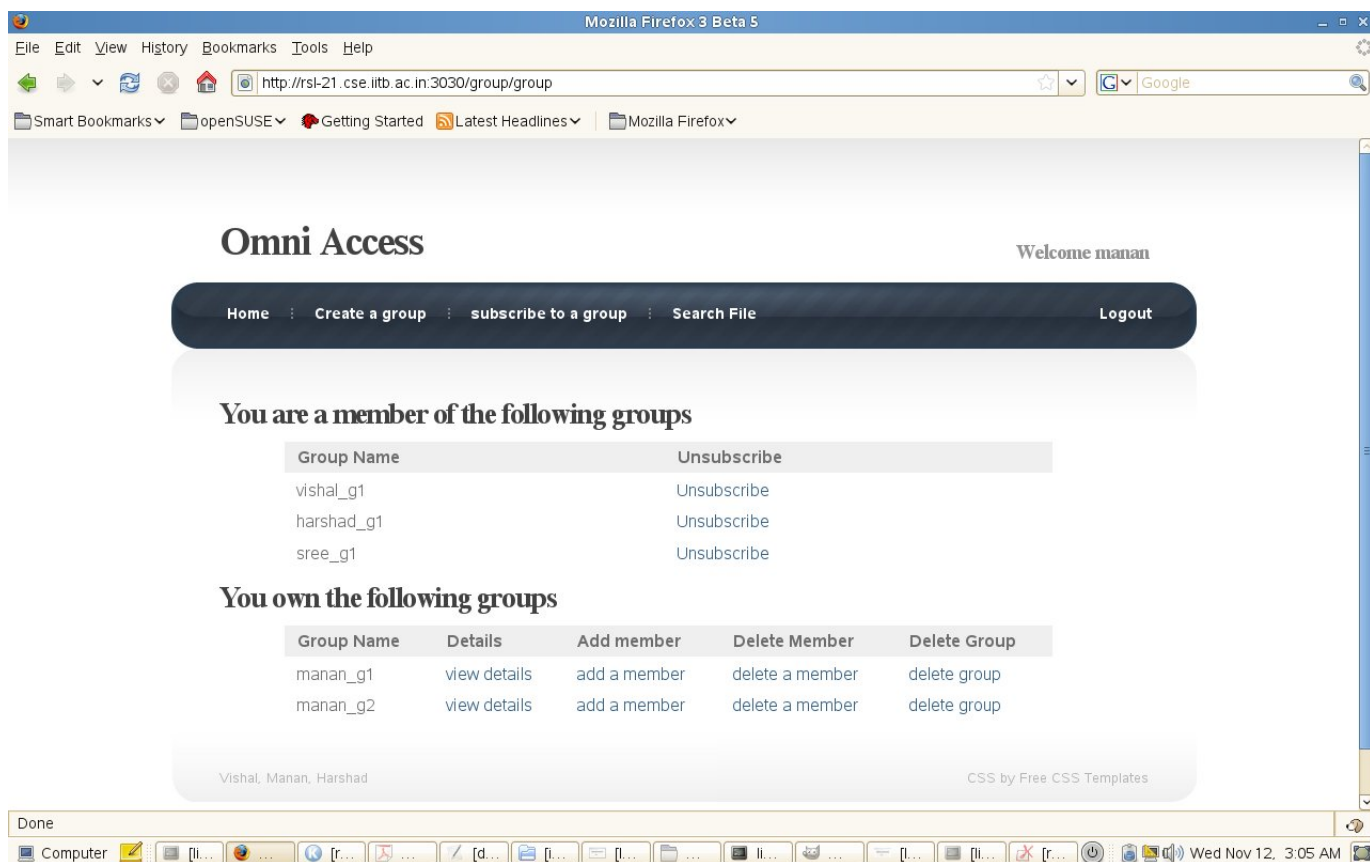 Mozilla Firefox 3 Beta 5
File Edit View History Bookmarks Tools Help
http://rsl-21.cse.iitb.ac.in:3030/group/group G Google
Smart Bookmarks openSUSE Getting Started Latest Headlines Mozilla Firefox
Omni Access
Welcome manan
Home Create a group subscribe to a group Search File Logout
You are a member of the following groups
Group Name Unsubscribe
vishal_g1 Unsubscribe
harshad_g1 Unsubscribe
sree_g1 Unsubscribe
You own the following groups
Group Name Details Add member Delete Member Delete Group
manan_g1 view details add a member delete a member delete group
manan_g2 view details add a member delete a member delete group
Vishal, Manan, Harshad CSS by Free CSS Templates
Done
Computer [li... ... [r... ... [d... [i... [l... ... li... ... [l... [li... [r... Wed Nov 12, 3:05 AM